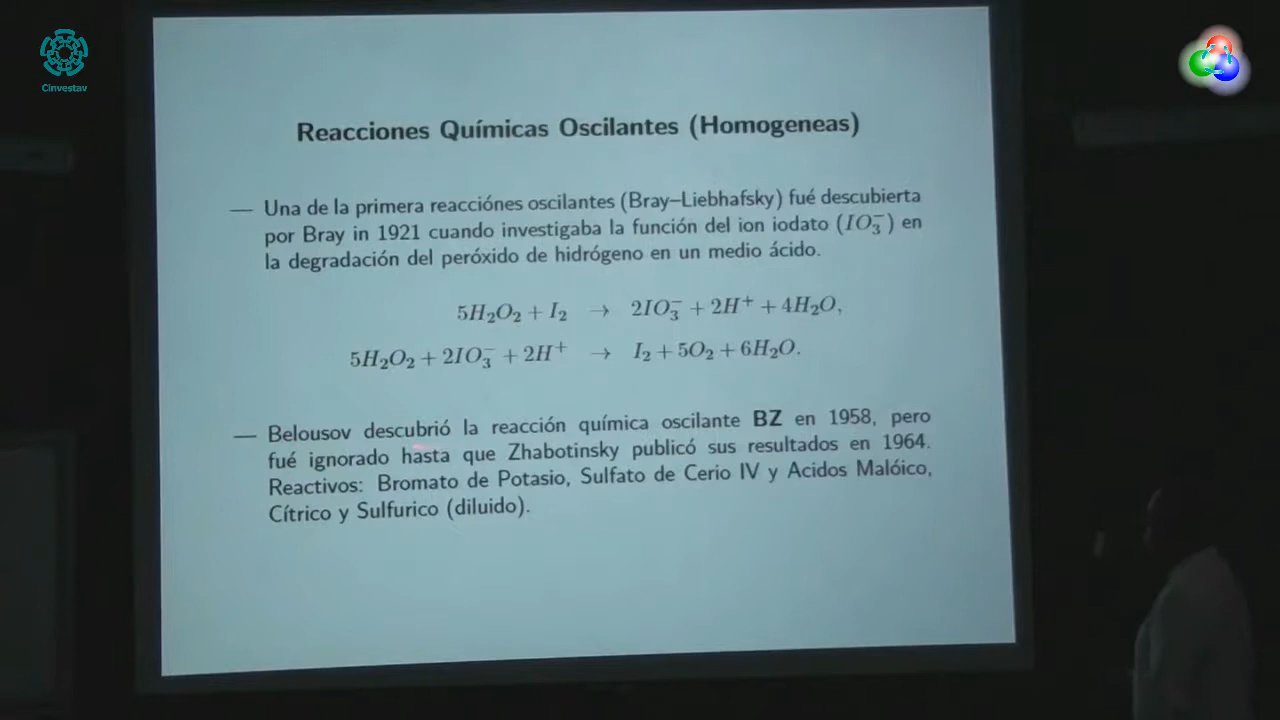 Cinvestav
Reacciones Químicas Oscilantes (Homogeneas)
— Una de la primera reacciónes oscilantes (Bray–Liebhafsky) fué descubierta
por Bray in 1921 cuando investigaba la función del ion iodato (IO₃⁻) en
la degradación del peróxido de hidrógeno en un medio ácido.
5H₂O₂ + I₂ → 2IO₃⁻ + 2H⁺ + 4H₂O,
5H₂O₂ + 2IO₃⁻ + 2H⁺ → I₂ + 5O₂ + 6H₂O.
— Belousov descubrió la reacción química oscilante BZ en 1958, pero
fué ignorado hasta que Zhabotinsky publicó sus resultados en 1964.
Reactivos: Bromato de Potasio, Sulfato de Cerio IV y Acidos Malóico,
Cítrico y Sulfurico (diluido).